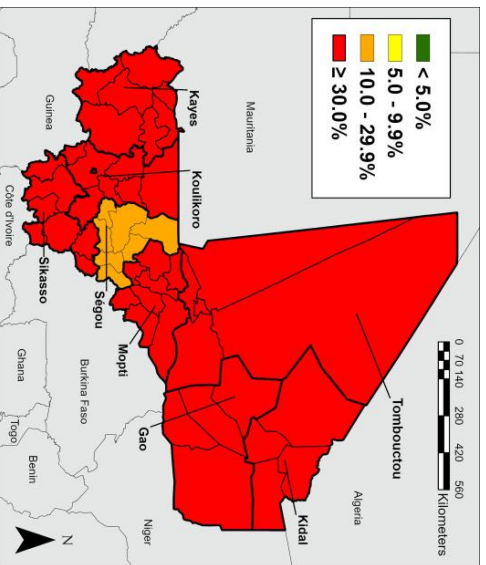 < 5.0%
5.0 - 9.9%
10.0 - 29.9%
≥ 30.0%
0 70 140 280 420 560
Kilometers
Mauritania
Algeria
Tombouctou
Kidal
Gao
Mopti
Ségou
Koulikoro
Kayes
Sikasso
Guinea
Côte d'Ivoire
Burkina Faso
Ghana
Togo
Benin
Niger
N